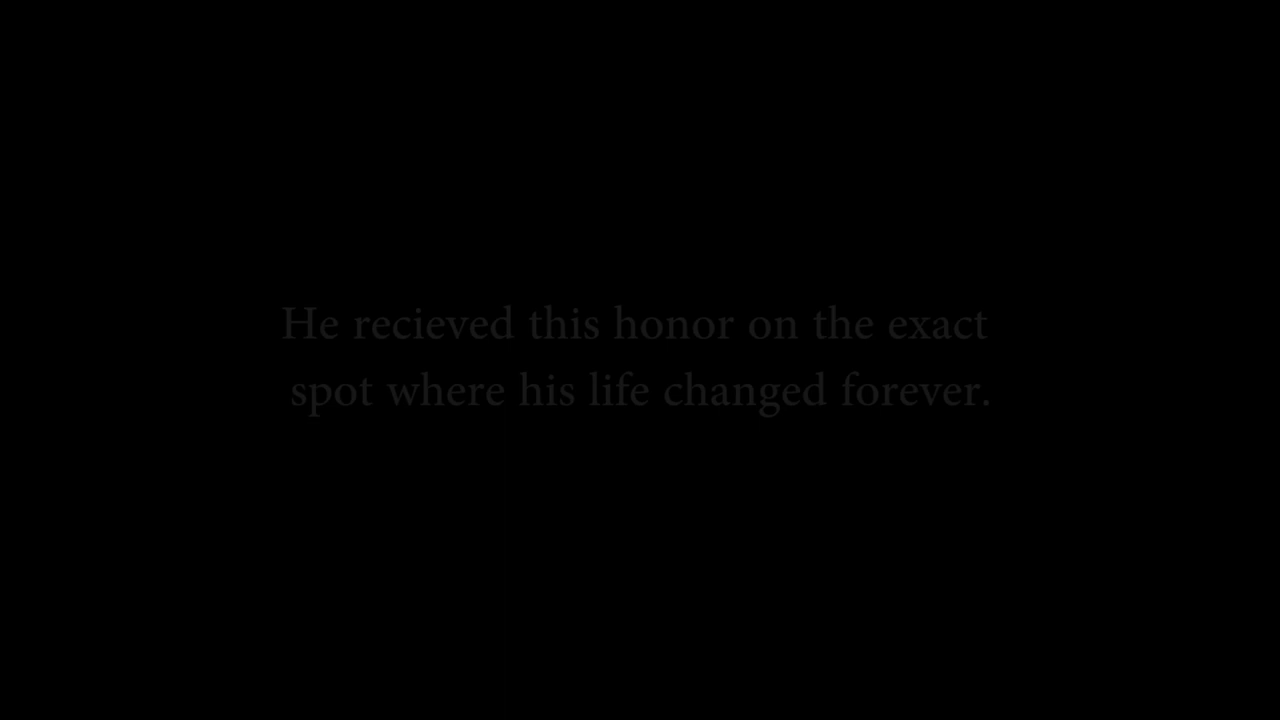 He recieved this honor on the exact
spot where his life changed forever.